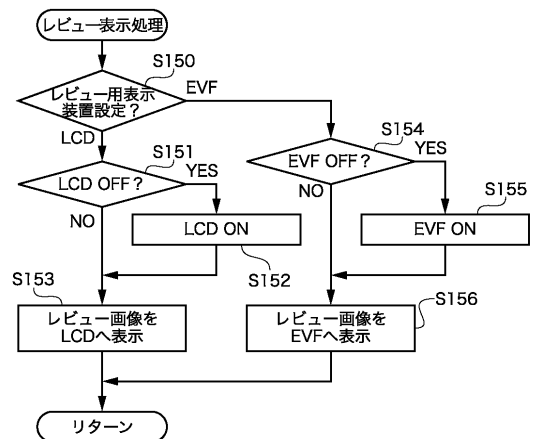 レビュー表示処理
S150
レビュー用表示
装置設定？
EVF
LCD
S151
LCD OFF？
YES
NO
LCD ON
S152
S153
レビュー画像を
LCDへ表示
S154
EVF OFF？
YES
NO
S155
EVF ON
S156
レビュー画像を
EVFへ表示
リターン